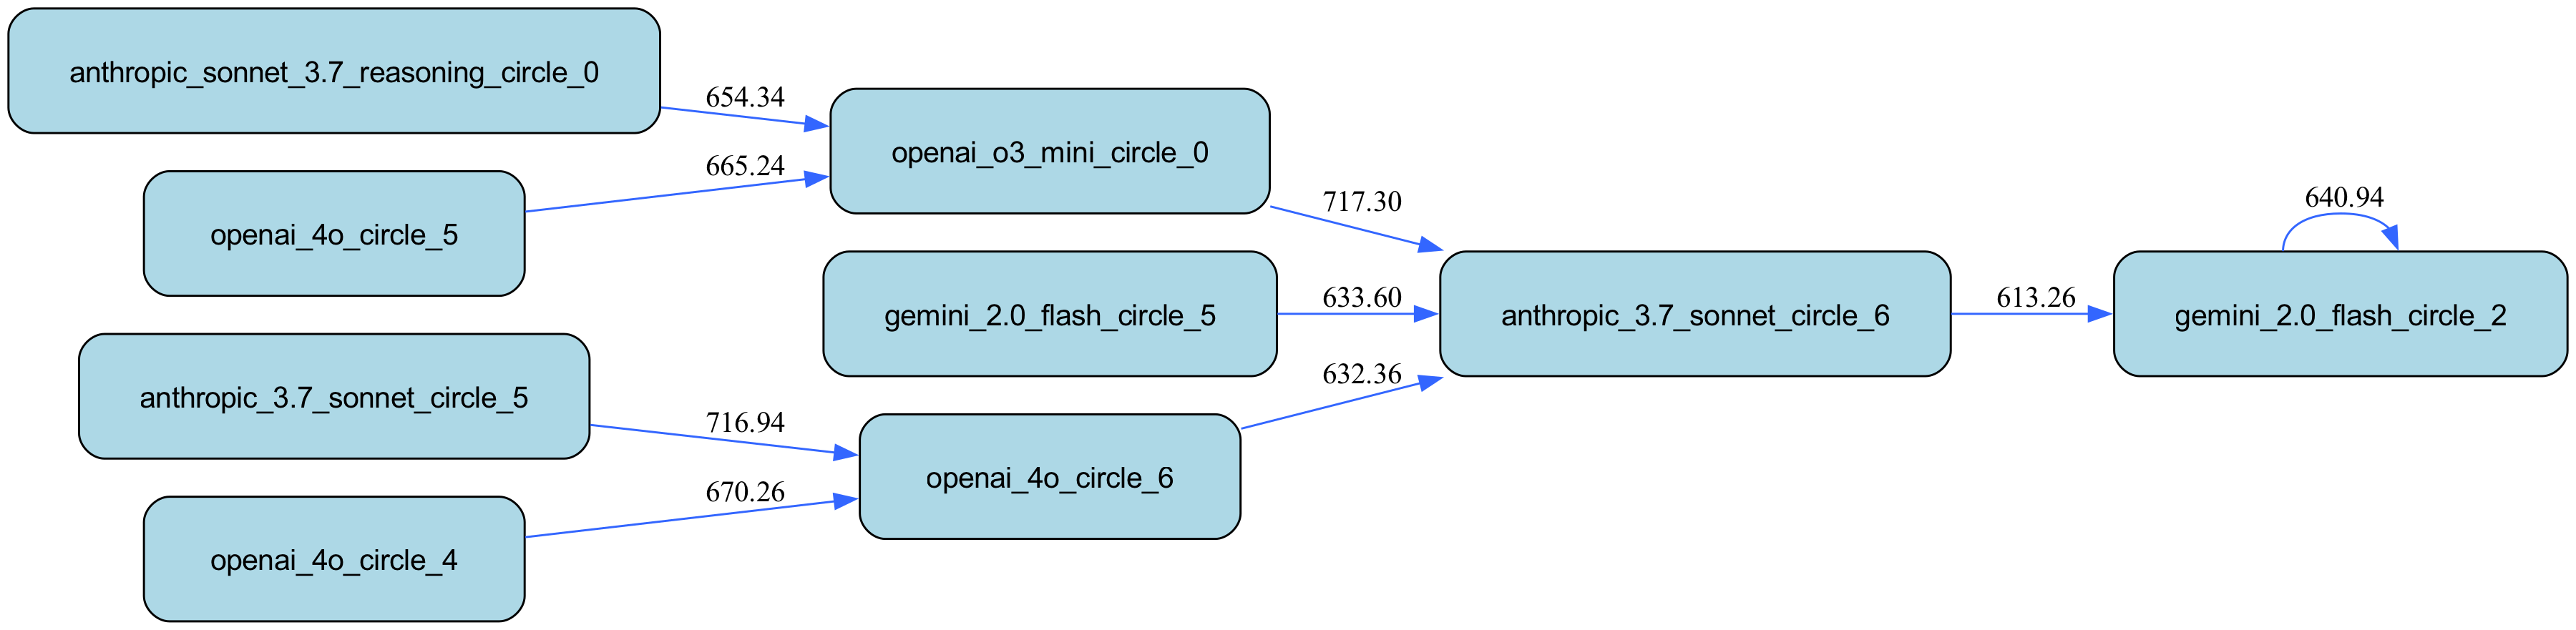 anthropic_sonnet_3.7_reasoning_circle_0
654.34
openai_o3_mini_circle_0
665.24
openai_4o_circle_5
717.30
640.94
gemini_2.0_flash_circle_5
633.60
anthropic_3.7_sonnet_circle_6
613.26
gemini_2.0_flash_circle_2
anthropic_3.7_sonnet_circle_5
716.94
632.36
openai_4o_circle_6
openai_4o_circle_4
670.26